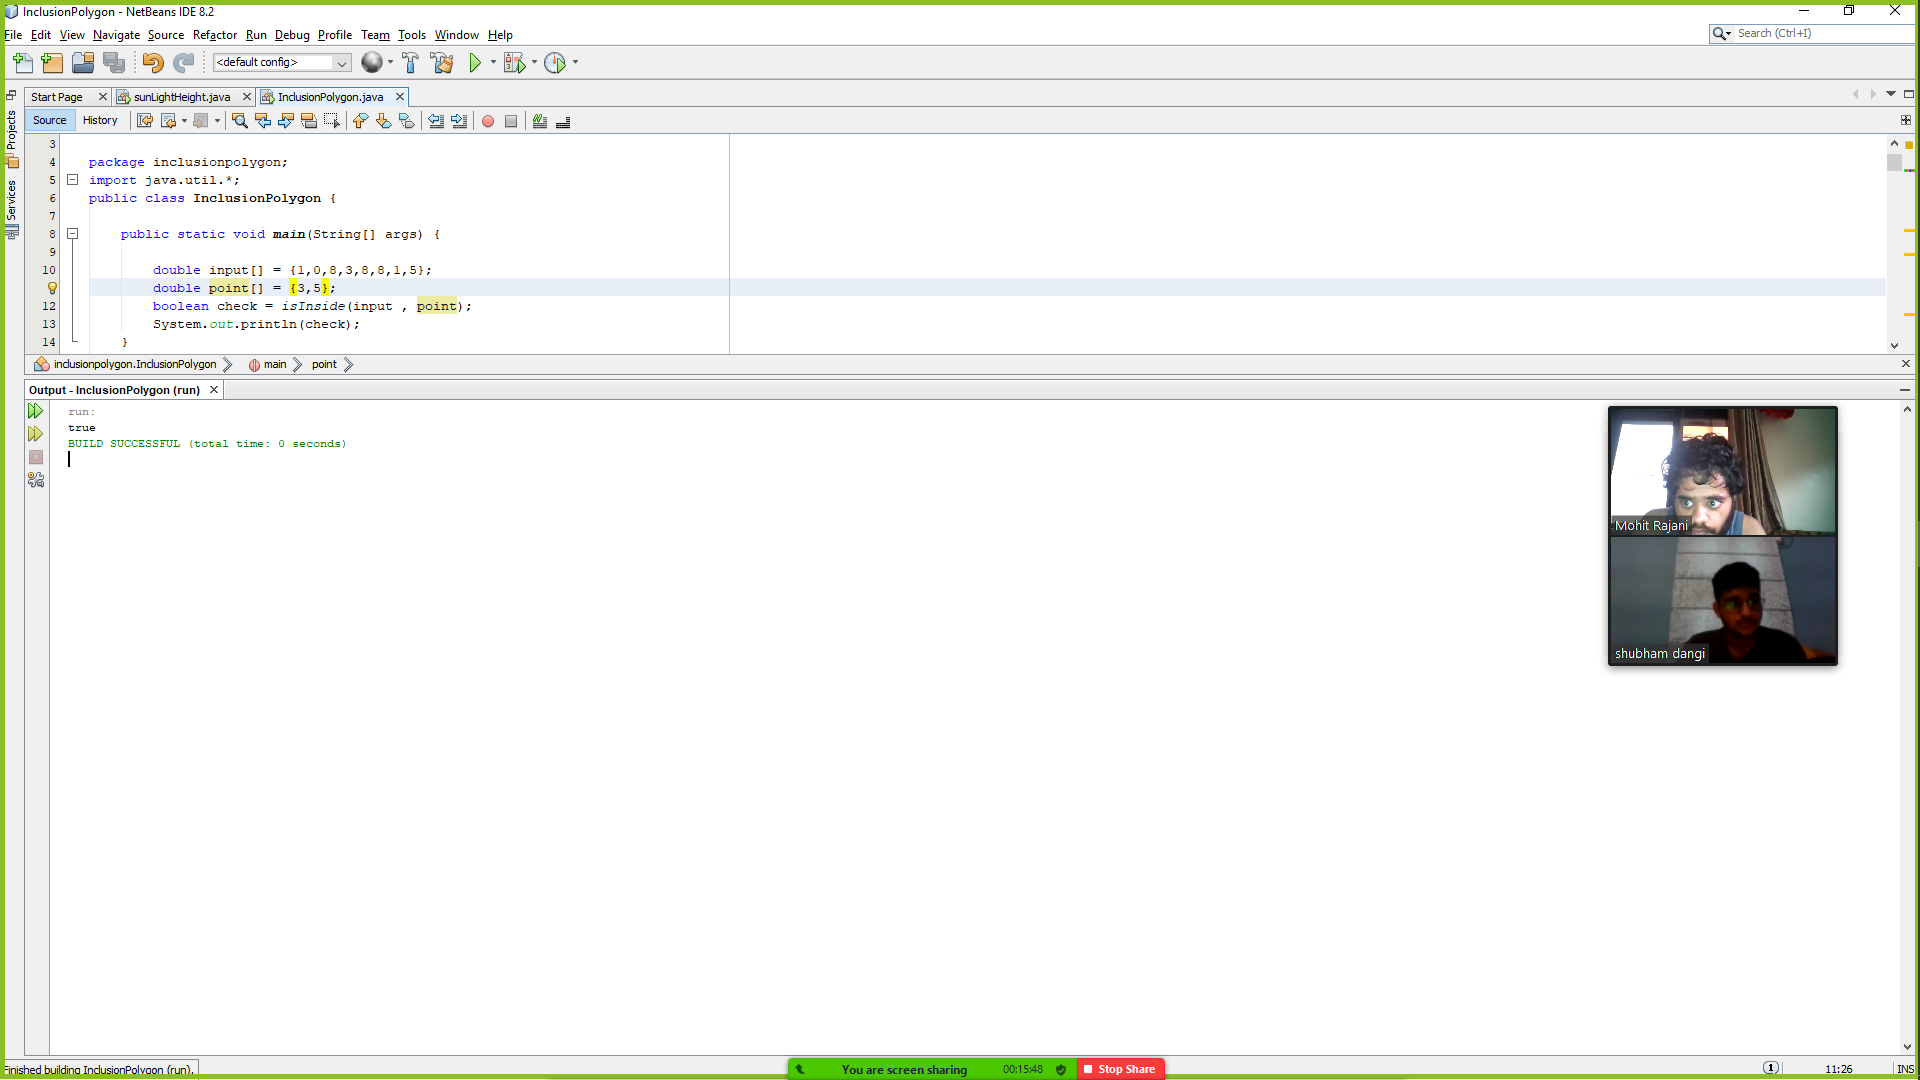 InclusionPolygon - NetBeans IDE 8.2
File Edit View Navigate Source Refactor Run Debug Profile Team Tools Window Help
Search (Ctrl+I)
<default config>
Start Page
sunLightHeight.java
InclusionPolygon.java
Projects
Services
Source History
3
4 package inclusionpolygon;
5 import java.util.*;
6 public class InclusionPolygon {
7
8 public static void main(String[] args) {
9
10 double input[] = {1,0,8,3,8,8,1,5};
double point[] = {3,5};
12 boolean check = isInside(input , point);
13 System.out.println(check);
14 }
inclusionpolygon.InclusionPolygon
main
point
Output - InclusionPolygon (run)
run:
true
BUILD SUCCESSFUL (total time: 0 seconds)
Mohit Rajani
shubham dangi
Finished building InclusionPolygon (run).
You are screen sharing
00:15:48
Stop Share
1
11:26
INS